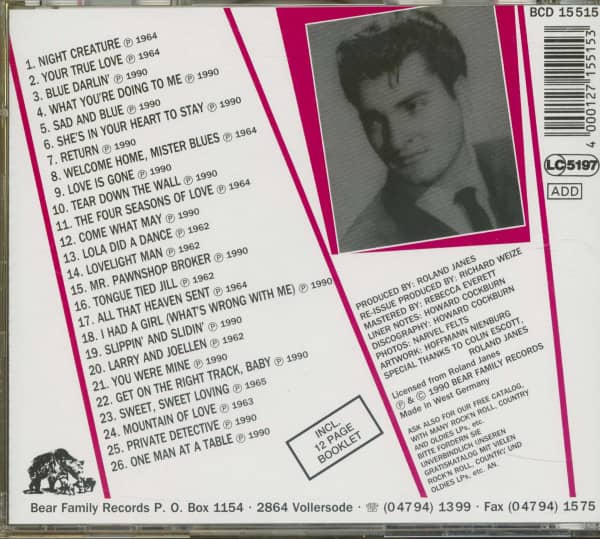 BCD 15515
4 000127 155153
LC 5197
ADD
1. NIGHT CREATURE ℗ 1964
2. YOUR TRUE LOVE ℗ 1964
3. BLUE DARLIN' ℗ 1990
4. WHAT YOU'RE DOING TO ME ℗ 1990
5. SAD AND BLUE ℗ 1990
6. SHE'S IN YOUR HEART TO STAY ℗ 1990
7. RETURN ℗ 1990
8. WELCOME HOME, MISTER BLUES ℗ 1964
9. LOVE IS GONE ℗ 1990
10. TEAR DOWN THE WALL ℗ 1990
11. THE FOUR SEASONS OF LOVE ℗ 1964
12. COME WHAT MAY ℗ 1990
13. LOLA DID A DANCE ℗ 1962
14. LOVELIGHT MAN ℗ 1962
15. MR. PAWNSHOP BROKER ℗ 1990
16. TONGUE TIED JILL ℗ 1962
17. ALL THAT HEAVEN SENT ℗ 1964
18. I HAD A GIRL (WHAT'S WRONG WITH ME) ℗ 1990
19. SLIPPIN' AND SLIDIN' ℗ 1990
20. LARRY AND JOELLEN ℗ 1962
21. YOU WERE MINE ℗ 1990
22. GET ON THE RIGHT TRACK, BABY ℗ 1990
23. SWEET, SWEET LOVING ℗ 1965
24. MOUNTAIN OF LOVE ℗ 1963
25. PRIVATE DETECTIVE ℗ 1990
26. ONE MAN AT A TABLE ℗ 1990
PRODUCED BY: ROLAND JANES
RE-ISSUE PRODUCED BY: RICHARD WEIZE
MASTERED BY: REBECCA EVERETT
LINER NOTES: HOWARD COCKBURN
DISCOGRAPHY: HOWARD COCKBURN
PHOTOS: NARVEL FELTS
ARTWORK: HOFFMANN NIENBURG
SPECIAL THANKS TO COLIN ESCOTT,
ROLAND JANES
Licensed from Roland Janes
℗ & © 1990 BEAR FAMILY RECORDS
Made in West Germany
ASK ALSO FOR OUR FREE CATALOG,
WITH MANY ROCK'N ROLL, COUNTRY
AND OLDIES LPs, etc.
BITTE FORDERN SIE
UNVERBINDLICH UNSEREN
GRATISKATALOG MIT VIELEN
ROCK'N ROLL, COUNTRY UND
OLDIES LPs, etc. AN.
INCL.
12 PAGE
BOOKLET
Bear Family Records P. O. Box 1154 · 2864 Vollersode · ☏ (0 47 94) 1399 · Fax (0 47 94) 1575